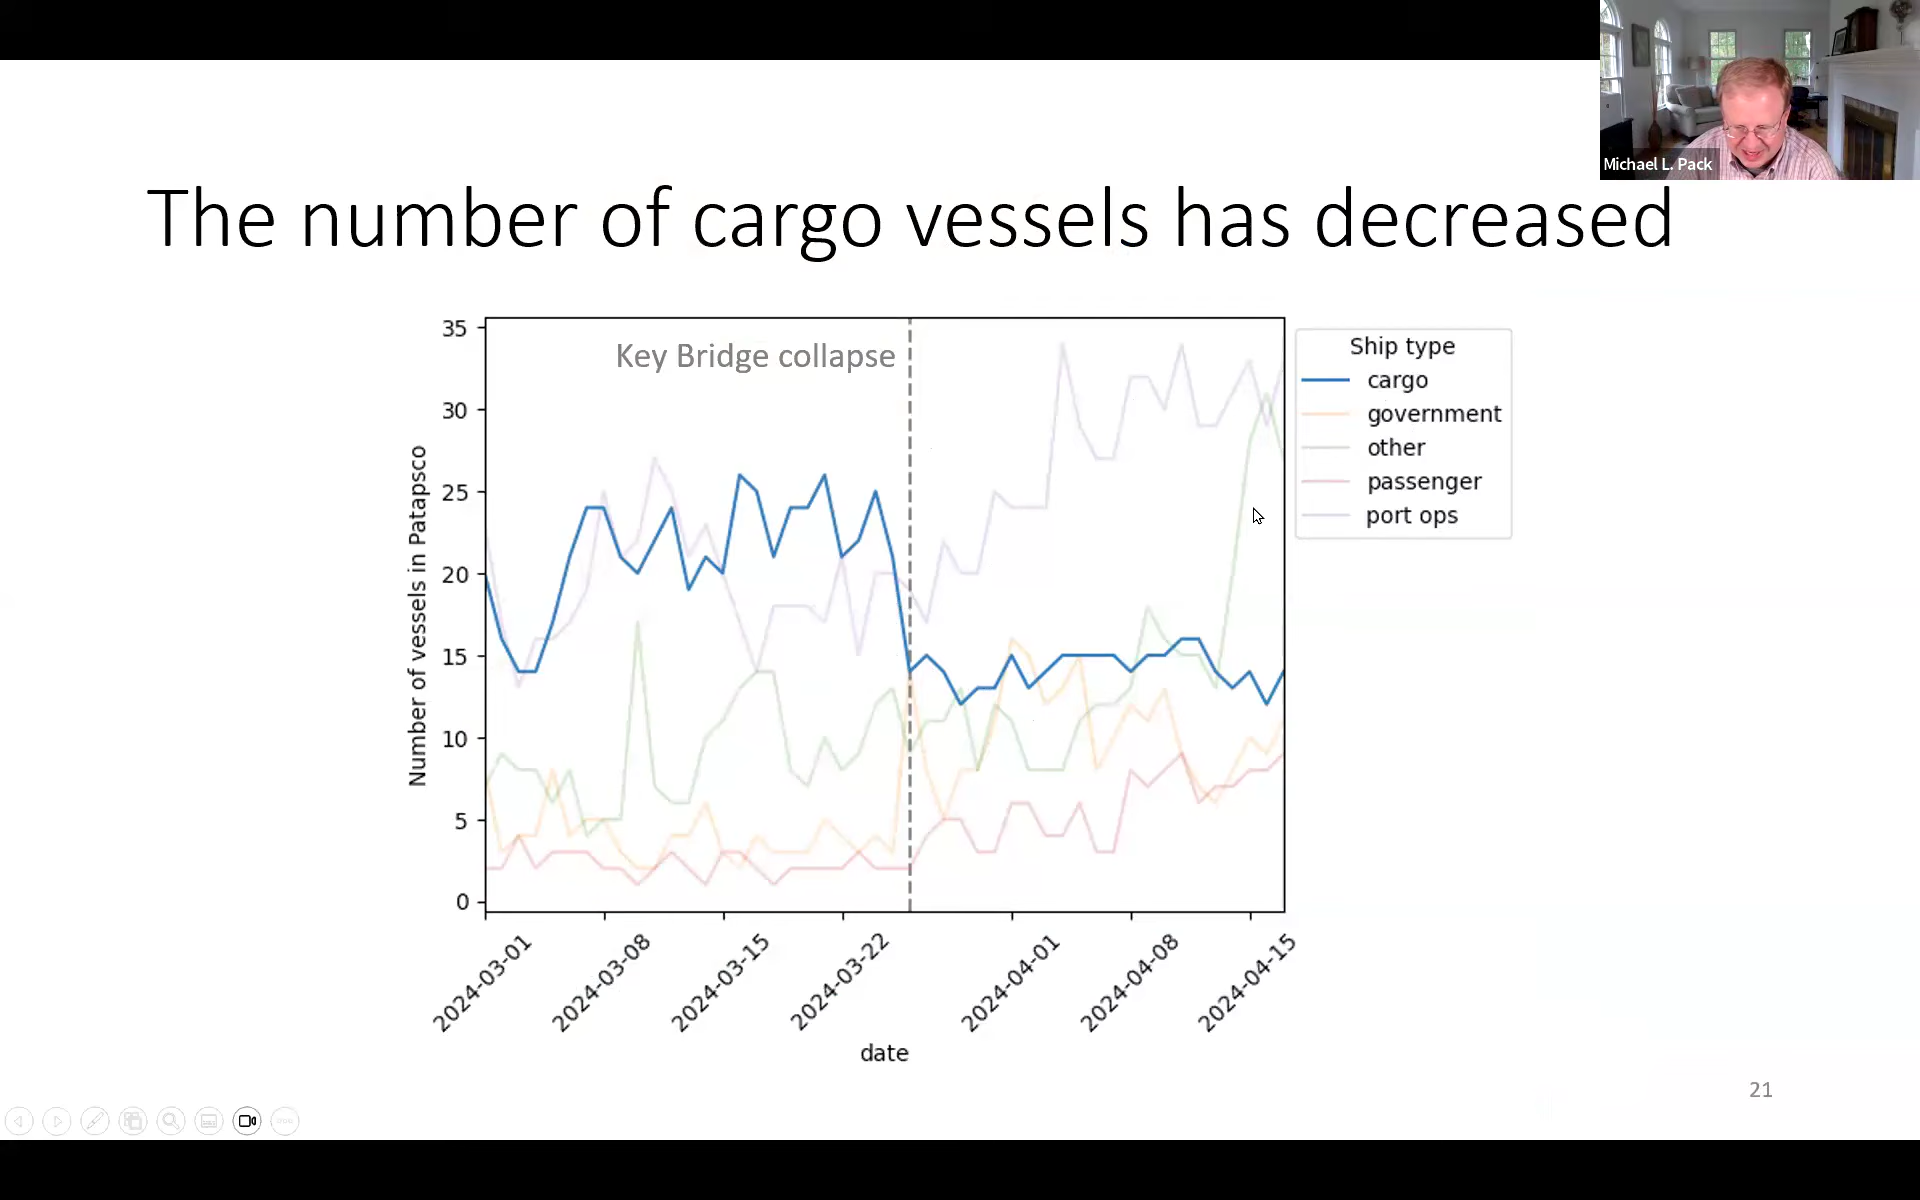 Michael L. Pack
The number of cargo vessels has decreased
Key Bridge collapse
Number of vessels in Patapsco
35
30
25
20
15
10
5
0
2024-03-01
2024-03-08
2024-03-15
2024-03-22
2024-04-01
2024-04-08
2024-04-15
date
Ship type
cargo
government
other
passenger
port ops
21